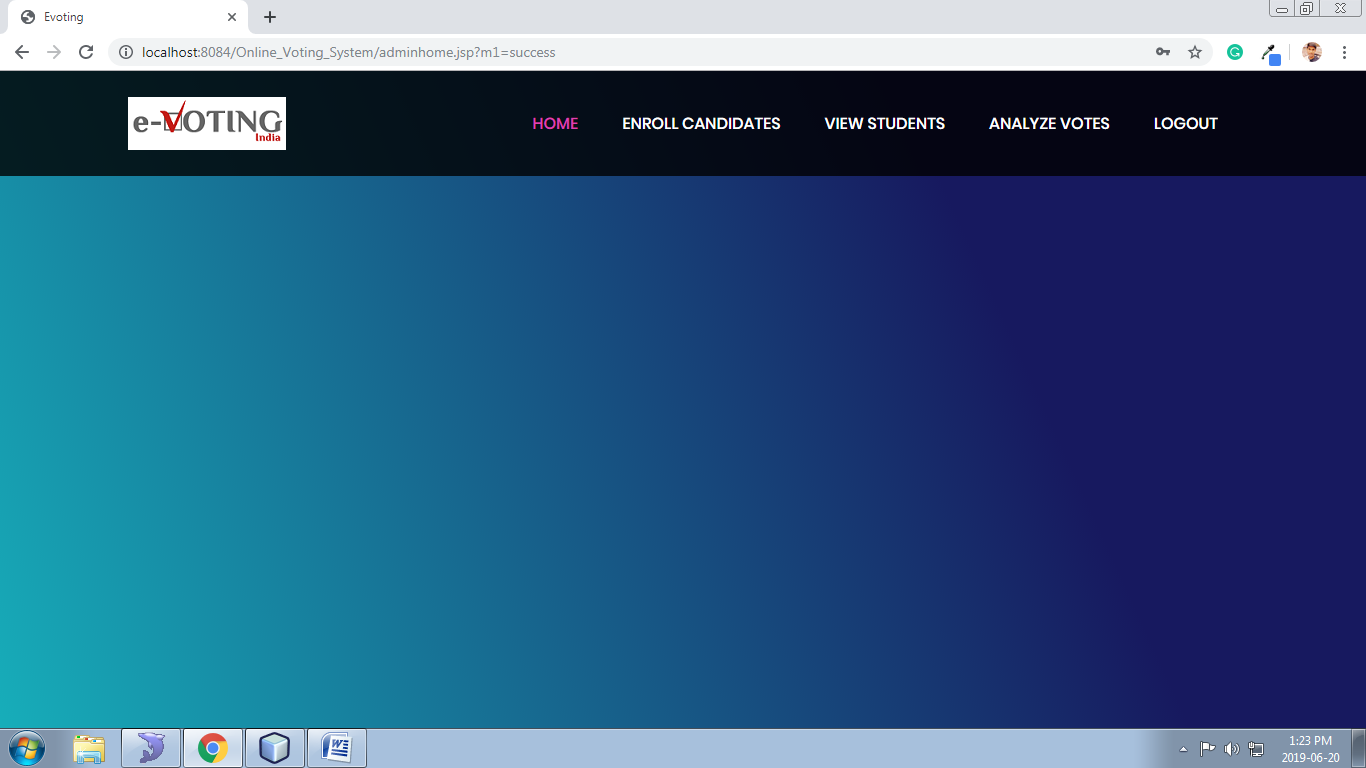 Evoting
localhost:8084/Online_Voting_System/adminhome.jsp?m1=success
e-VOTING
India
HOME ENROLL CANDIDATES VIEW STUDENTS ANALYZE VOTES LOGOUT
1:23 PM
2019-06-20